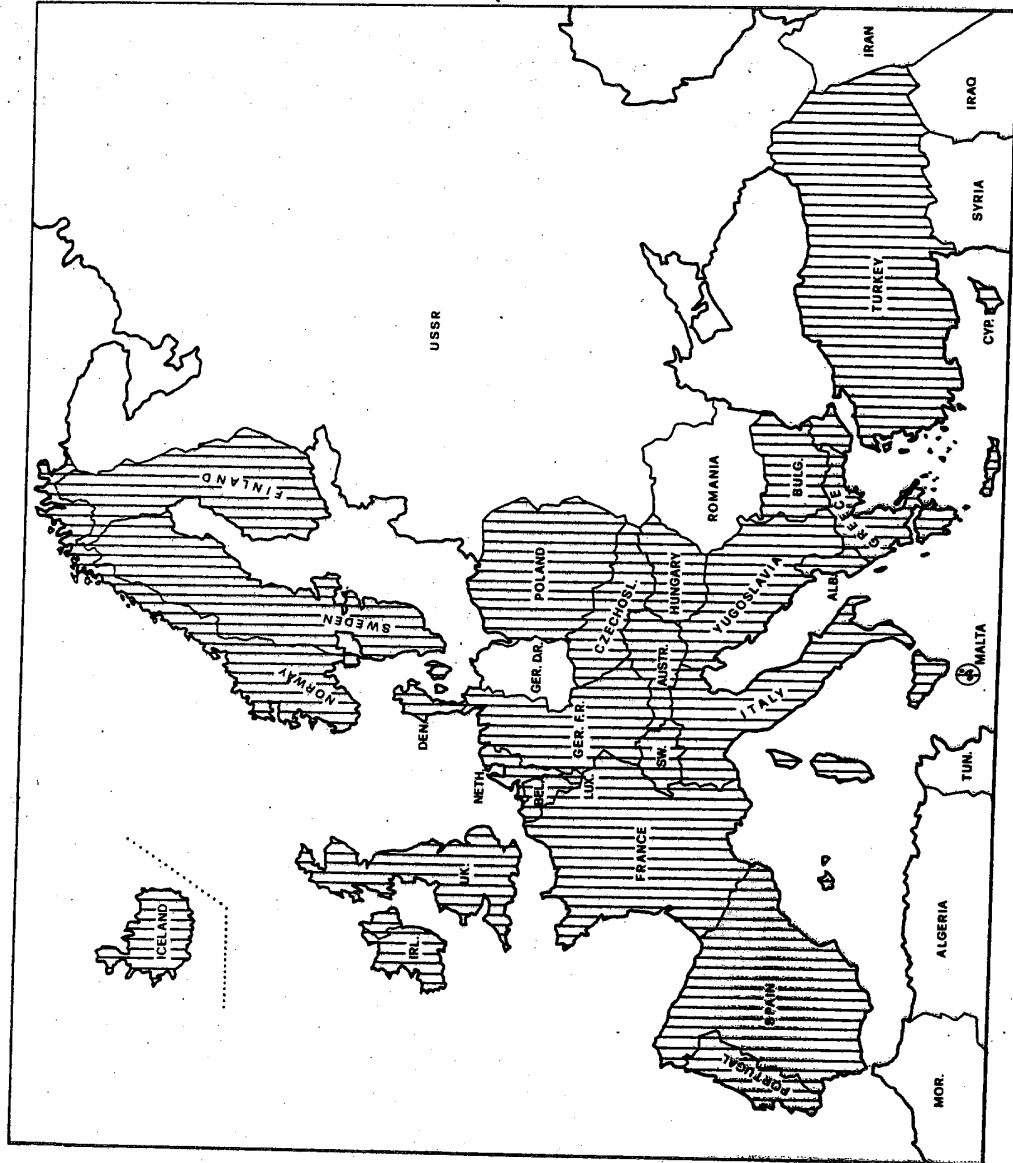 ICELAND
NORWAY
SWEDEN
FINLAND
USSR
IRL.
UK.
DEN.
NETH.
BEL.
LUX.
GER. F.R.
GER. D.R.
POLAND
CZECHOSL.
FRANCE
SW.
AUSTR.
HUNGARY
ROMANIA
PORTUGAL
SPAIN
ITALY
YUGOSLAVIA
ALB.
BULG.
GREECE
GREECE
TURKEY
MOR.
ALGERIA
TUN.
MALTA
CYP.
SYRIA
IRAQ
IRAN